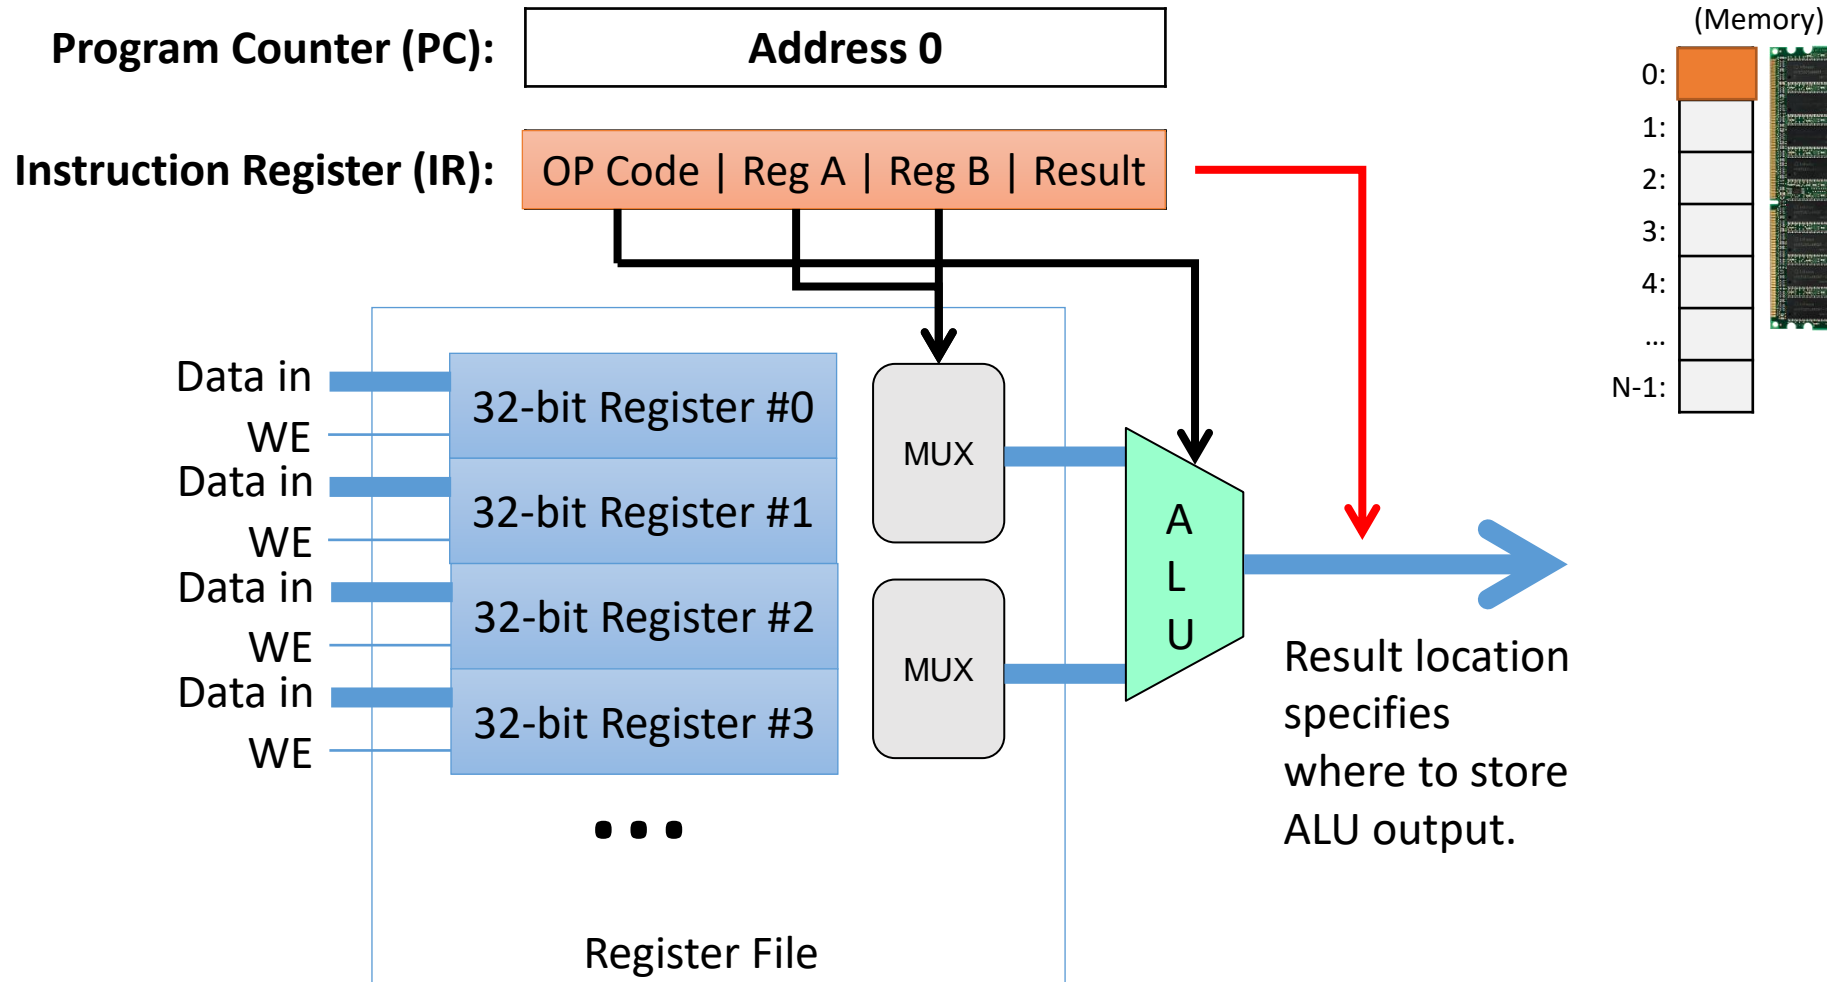 (Memory)
Program Counter (PC):
Address 0
0:
1:
Instruction Register (IR):
OP Code | Reg A | Reg B | Result
2:
3:
4:
...
N-1:
Data in
WE
32-bit Register #0
Data in
WE
32-bit Register #1
Data in
WE
32-bit Register #2
Data in
WE
32-bit Register #3
...
MUX
MUX
A
L
U
Result location
specifies
where to store
ALU output.
Register File